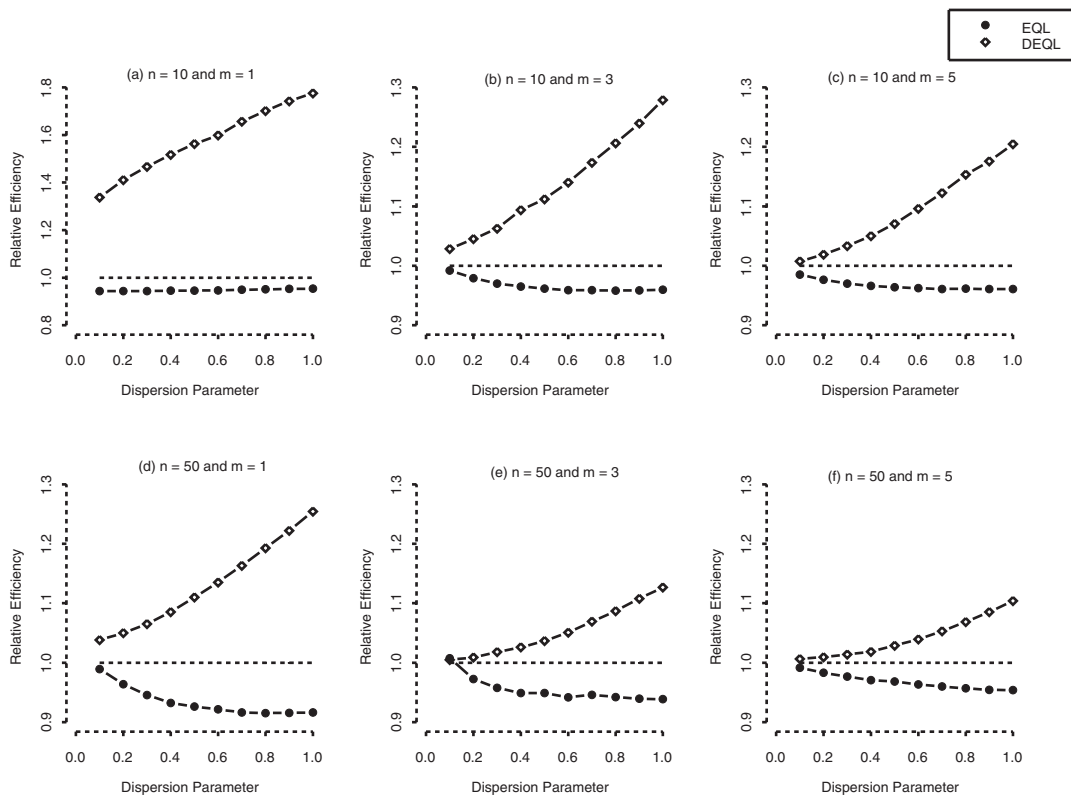 EQL
DEQL
(a) n = 10 and m = 1
Relative Efficiency
0.8 1.0 1.2 1.4 1.6 1.8
0.0 0.2 0.4 0.6 0.8 1.0
Dispersion Parameter
(b) n = 10 and m = 3
Relative Efficiency
0.9 1.0 1.1 1.2 1.3
0.0 0.2 0.4 0.6 0.8 1.0
Dispersion Parameter
(c) n = 10 and m = 5
Relative Efficiency
0.9 1.0 1.1 1.2 1.3
0.0 0.2 0.4 0.6 0.8 1.0
Dispersion Parameter
(d) n = 50 and m = 1
Relative Efficiency
0.9 1.0 1.1 1.2 1.3
0.0 0.2 0.4 0.6 0.8 1.0
Dispersion Parameter
(e) n = 50 and m = 3
Relative Efficiency
0.9 1.0 1.1 1.2 1.3
0.0 0.2 0.4 0.6 0.8 1.0
Dispersion Parameter
(f) n = 50 and m = 5
Relative Efficiency
0.9 1.0 1.1 1.2 1.3
0.0 0.2 0.4 0.6 0.8 1.0
Dispersion Parameter